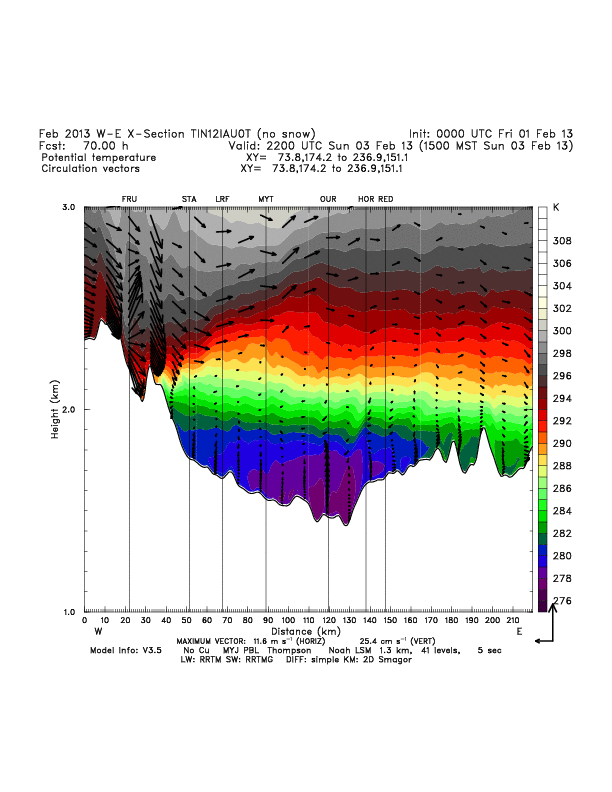 Feb 2013 W-E X-Section TIN12IAU0T (no snow) Init: 0000 UTC Fri 01 Feb 13
Fcst: 70.00 h Valid: 2200 UTC Sun 03 Feb 13 (1500 MST Sun 03 Feb 13)
Potential temperature XY= 73.8,174.2 to 236.9,151.1
Circulation vectors XY= 73.8,174.2 to 236.9,151.1
FRU STA LRF MYT OUR HOR RED
3.0 K
308
306
304
302
300
298
296
294
292
290
288
286
284
282
280
278
276
Height (km)
2.0
1.0
0 10 20 30 40 50 60 70 80 90 100 110 120 130 140 150 160 170 180 190 200 210
W Distance (km) E
MAXIMUM VECTOR: 11.6 m s⁻¹ (HORIZ) 25.4 cm s⁻¹ (VERT)
Model Info: V3.5 No Cu MYJ PBL Thompson Noah LSM 1.3 km, 41 levels, 5 sec
LW: RRTM SW: RRTMG DIFF: simple KM: 2D Smagor